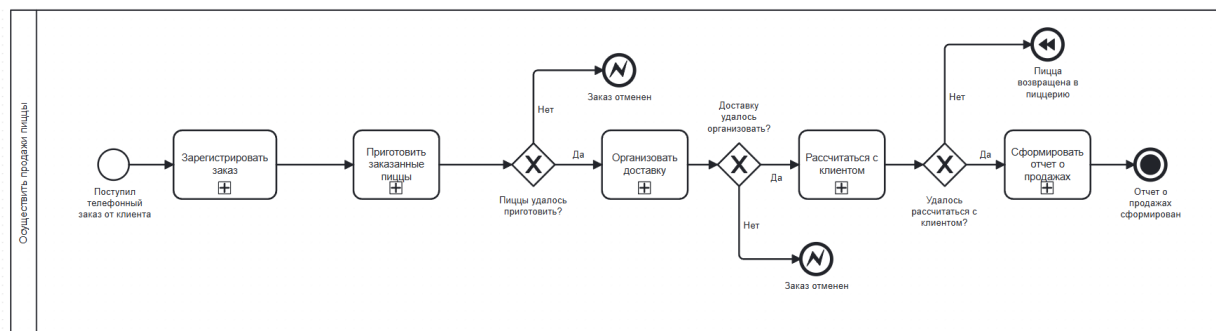 Осуществить продажи пиццы
Поступил
телефонный
заказ от клиента
Зарегистрировать
заказ
Приготовить
заказанные
пиццы
Пиццы удалось
приготовить?
Нет
Заказ отменен
Да
Организовать
доставку
Доставку
удалось
организовать?
Да
Нет
Заказ отменен
Рассчитаться с
клиентом
Удалось
рассчитаться с
клиентом?
Нет
Пицца
возвращена в
пиццерию
Да
Сформировать
отчет о
продажах
Отчет о
продажах
сформирован